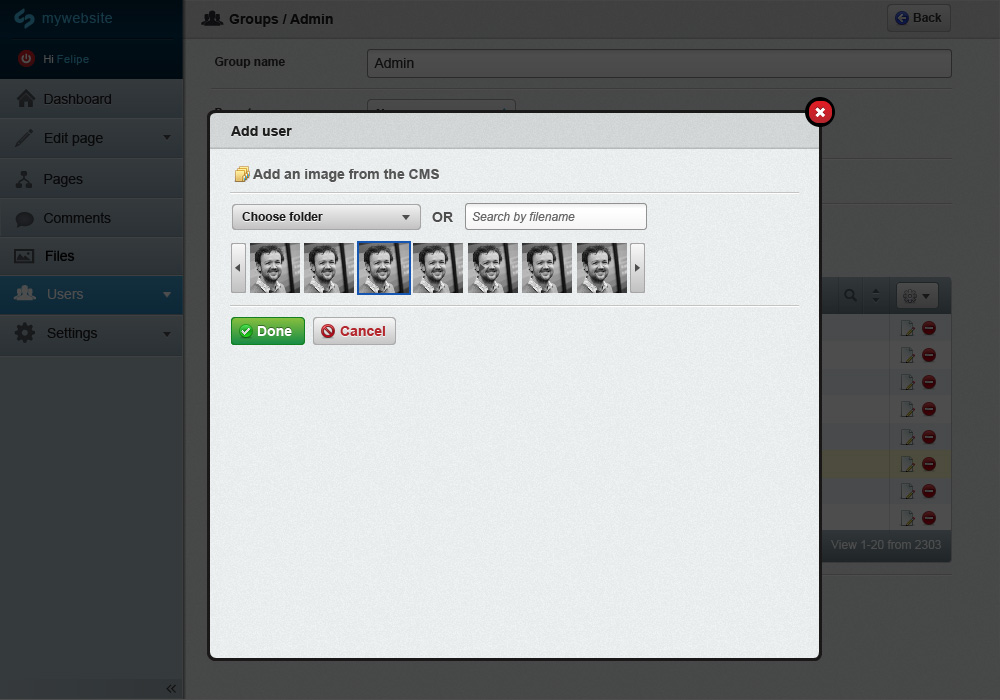 mywebsite
Hi Felipe
Dashboard
Edit page
Pages
Comments
Files
Users
Settings
Groups / Admin
Back
Group name
Admin
Add user
Add an image from the CMS
Choose folder
OR
Search by filename
Done
Cancel
View 1-20 from 2303